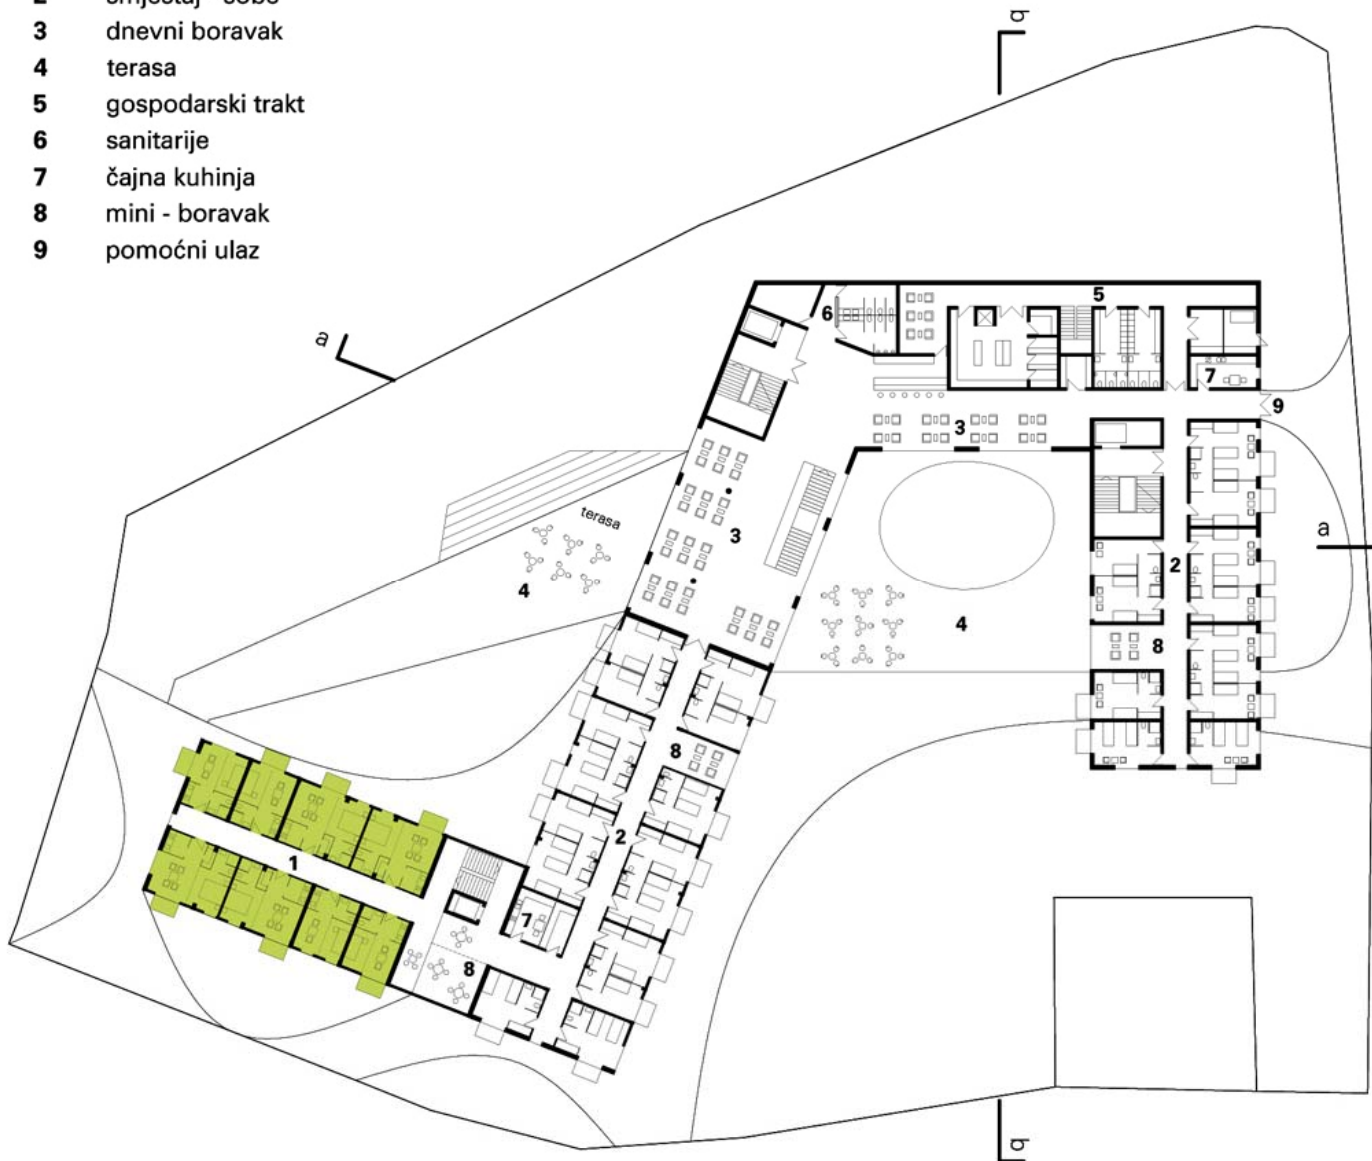 3 dnevni boravak
4 terasa
5 gospodarski trakt
6 sanitarije
7 čajna kuhinja
8 mini - boravak
9 pomoćni ulaz
b
a
5
6
7
9
3
terasa
3
a
2
4
4
8
8
2
1
7
8
b